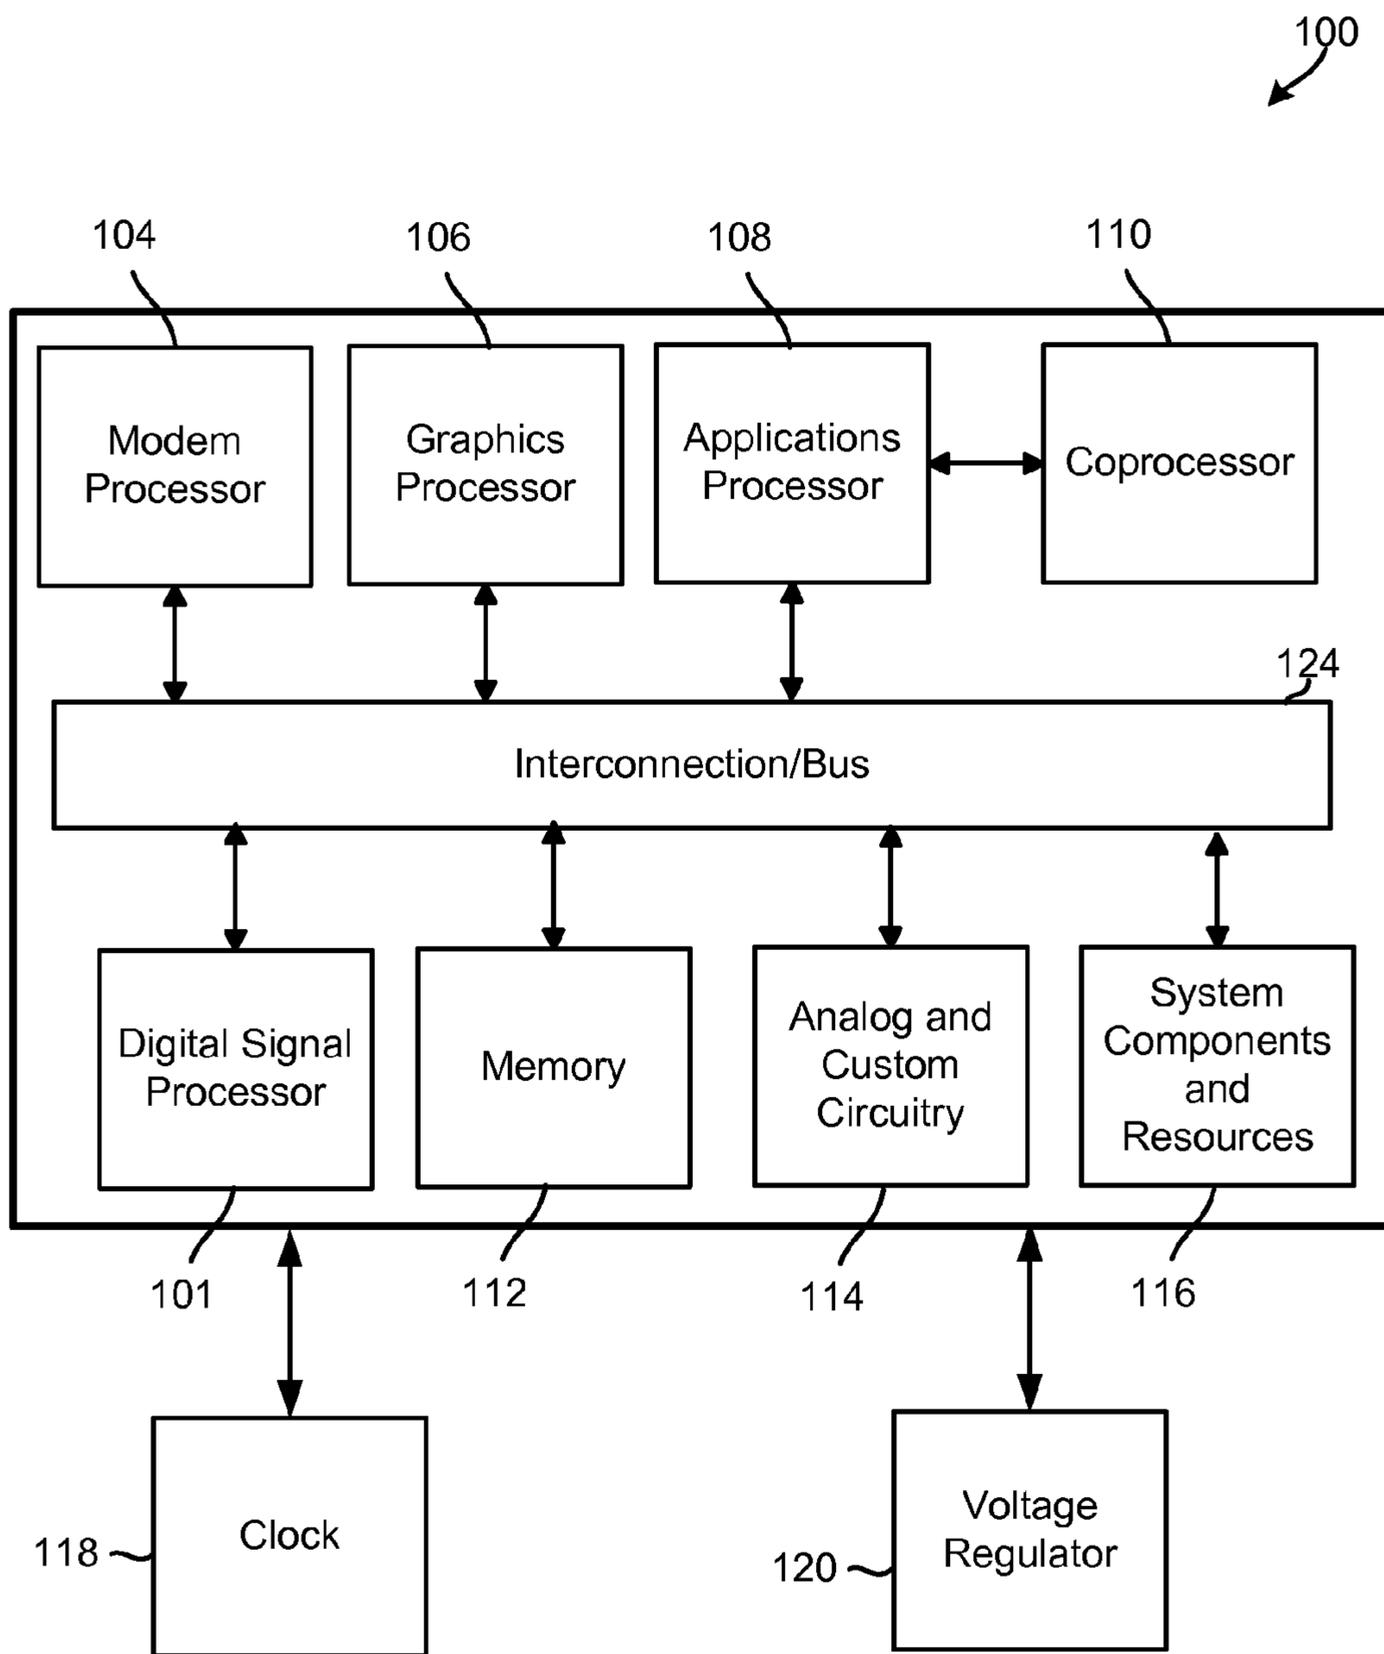 100
104
106
108
110
Modem
Processor
Graphics
Processor
Applications
Processor
Coprocessor
124
Interconnection/Bus
Digital Signal
Processor
Memory
Analog and
Custom
Circuitry
System
Components
and
Resources
101
112
114
116
118
Clock
120
Voltage
Regulator